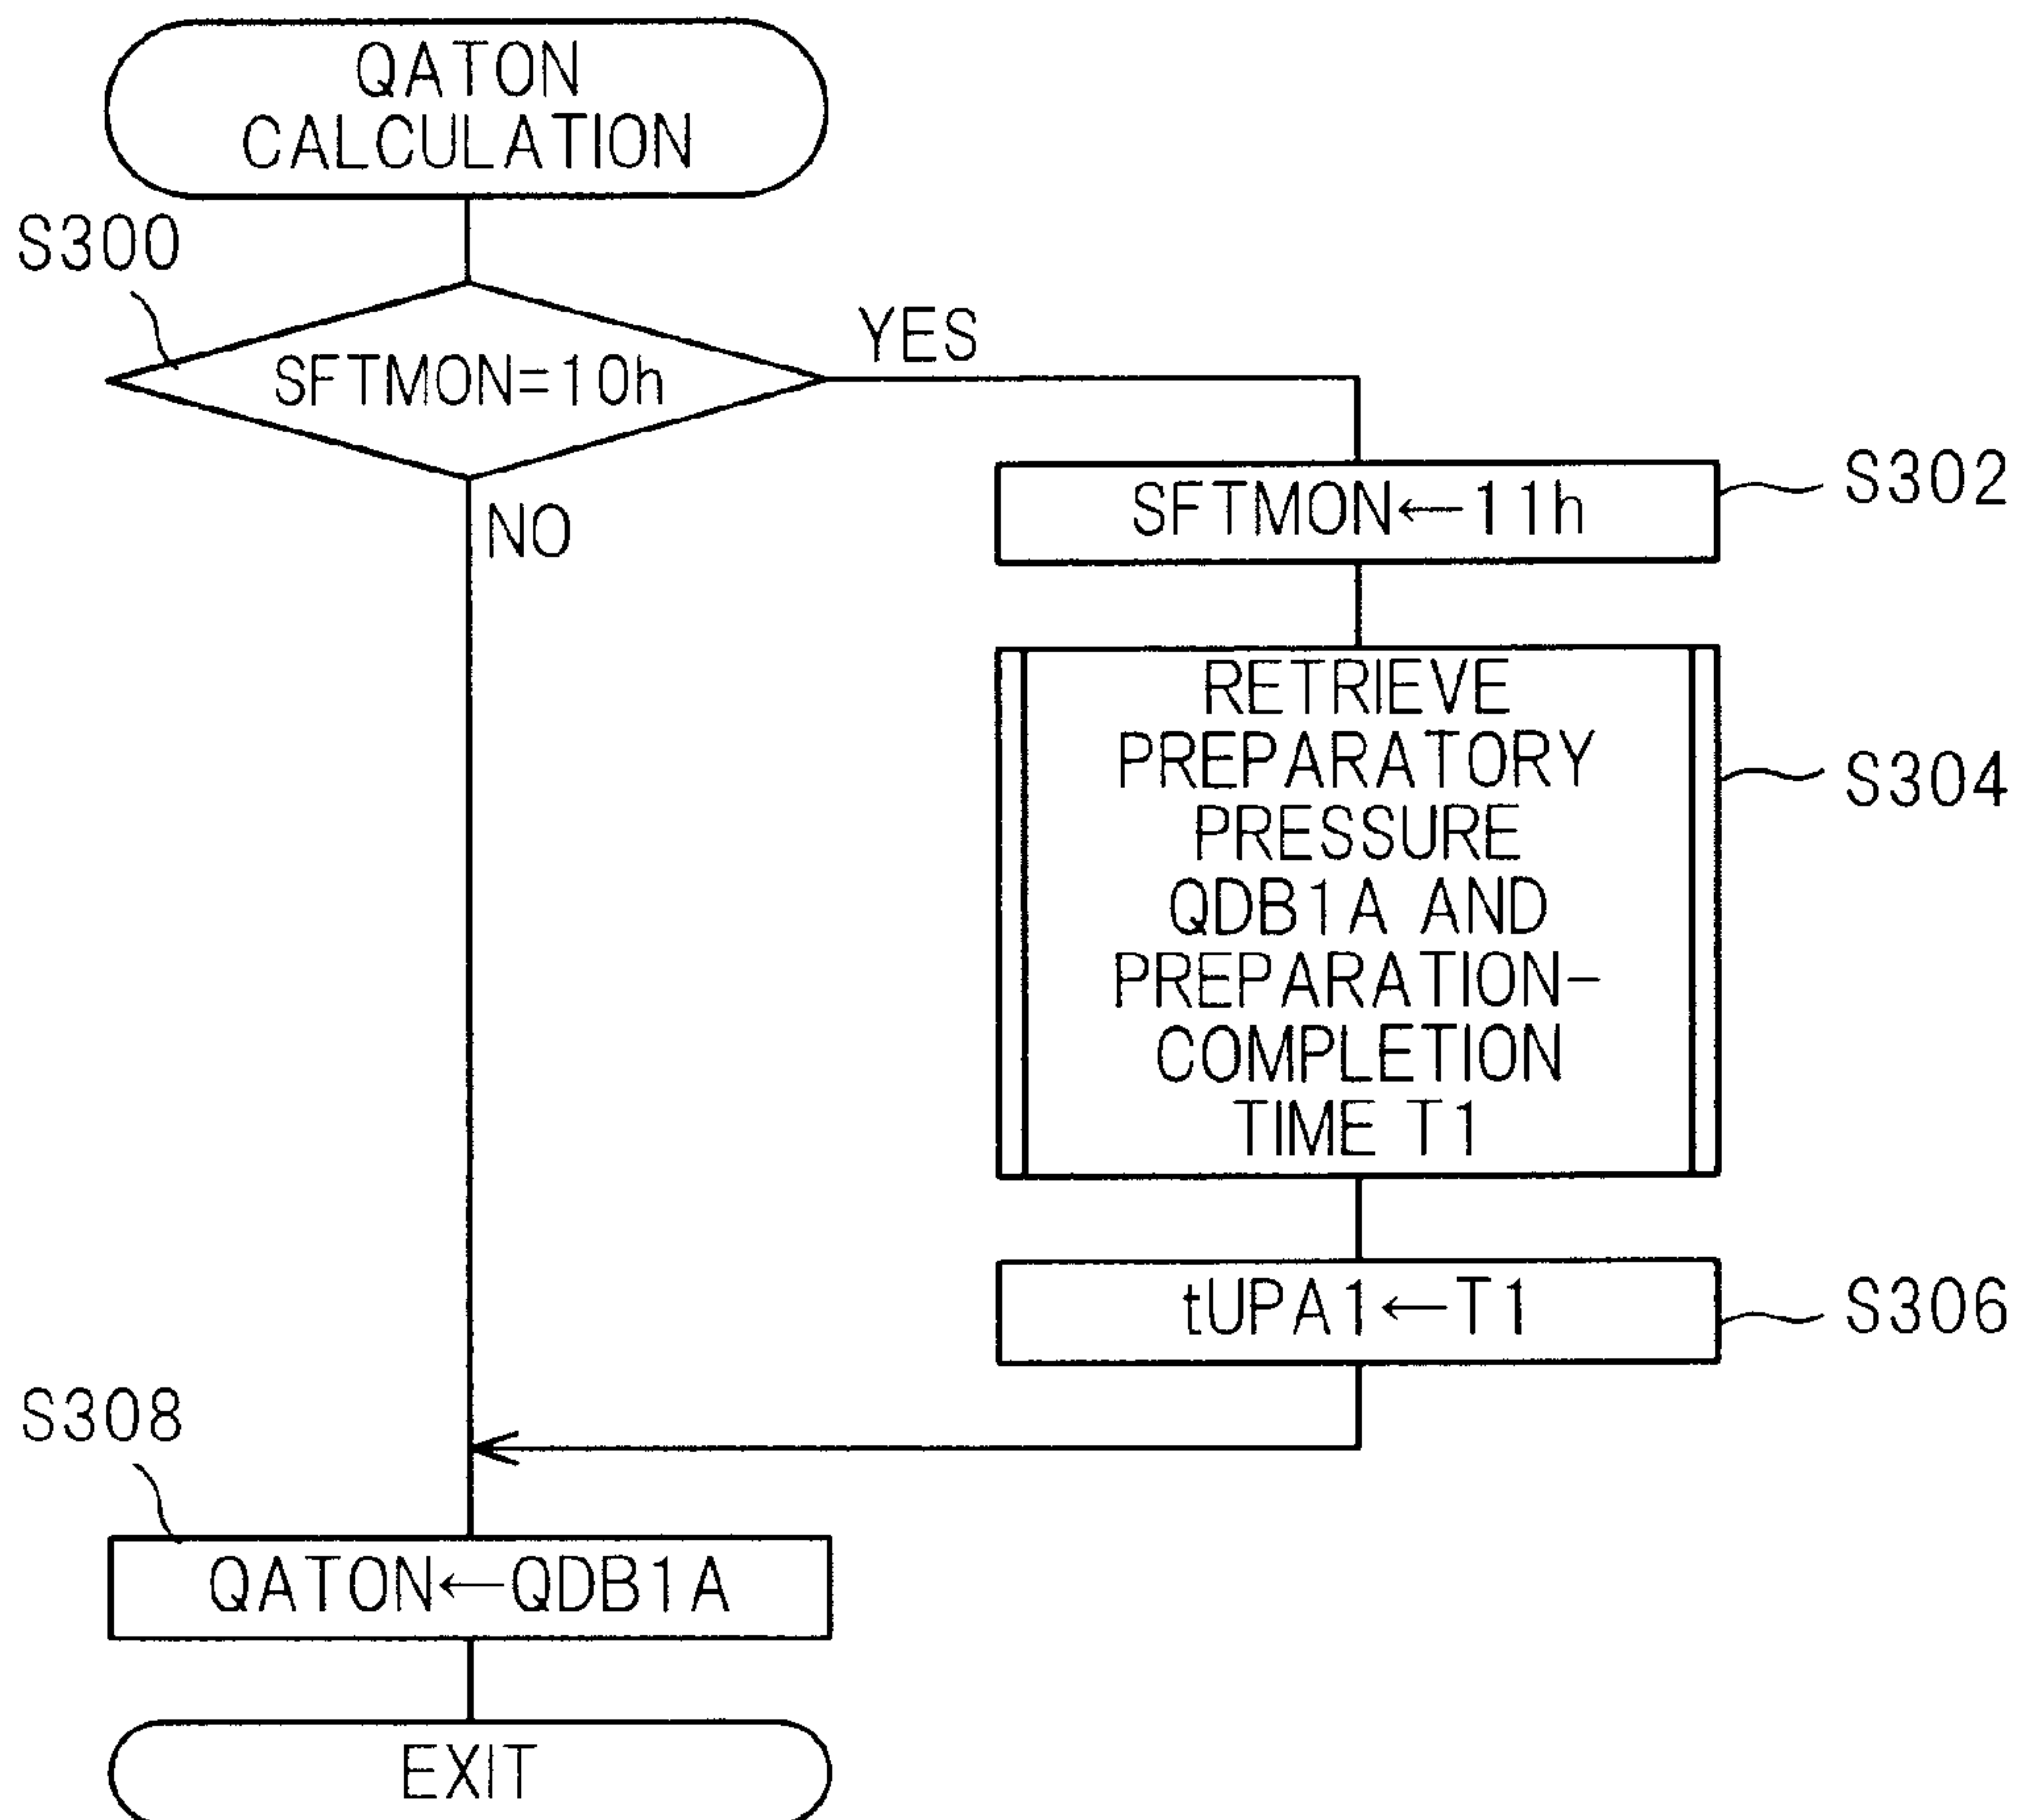 QATON
CALCULATION
S300
SFTMON=10h
YES
NO
SFTMON←11h
S302
RETRIEVE
PREPARATORY
PRESSURE
QDB1A AND
PREPARATION-
COMPLETION
TIME T1
S304
tUPA1←T1
S306
S308
QATON←QDB1A
EXIT